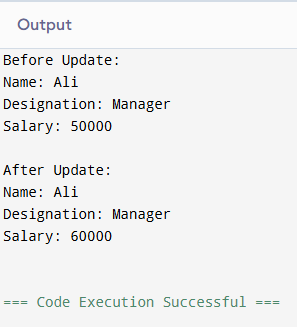 Output
Before Update:
Name: Ali
Designation: Manager
Salary: 50000
After Update:
Name: Ali
Designation: Manager
Salary: 60000
=== Code Execution Successful ===